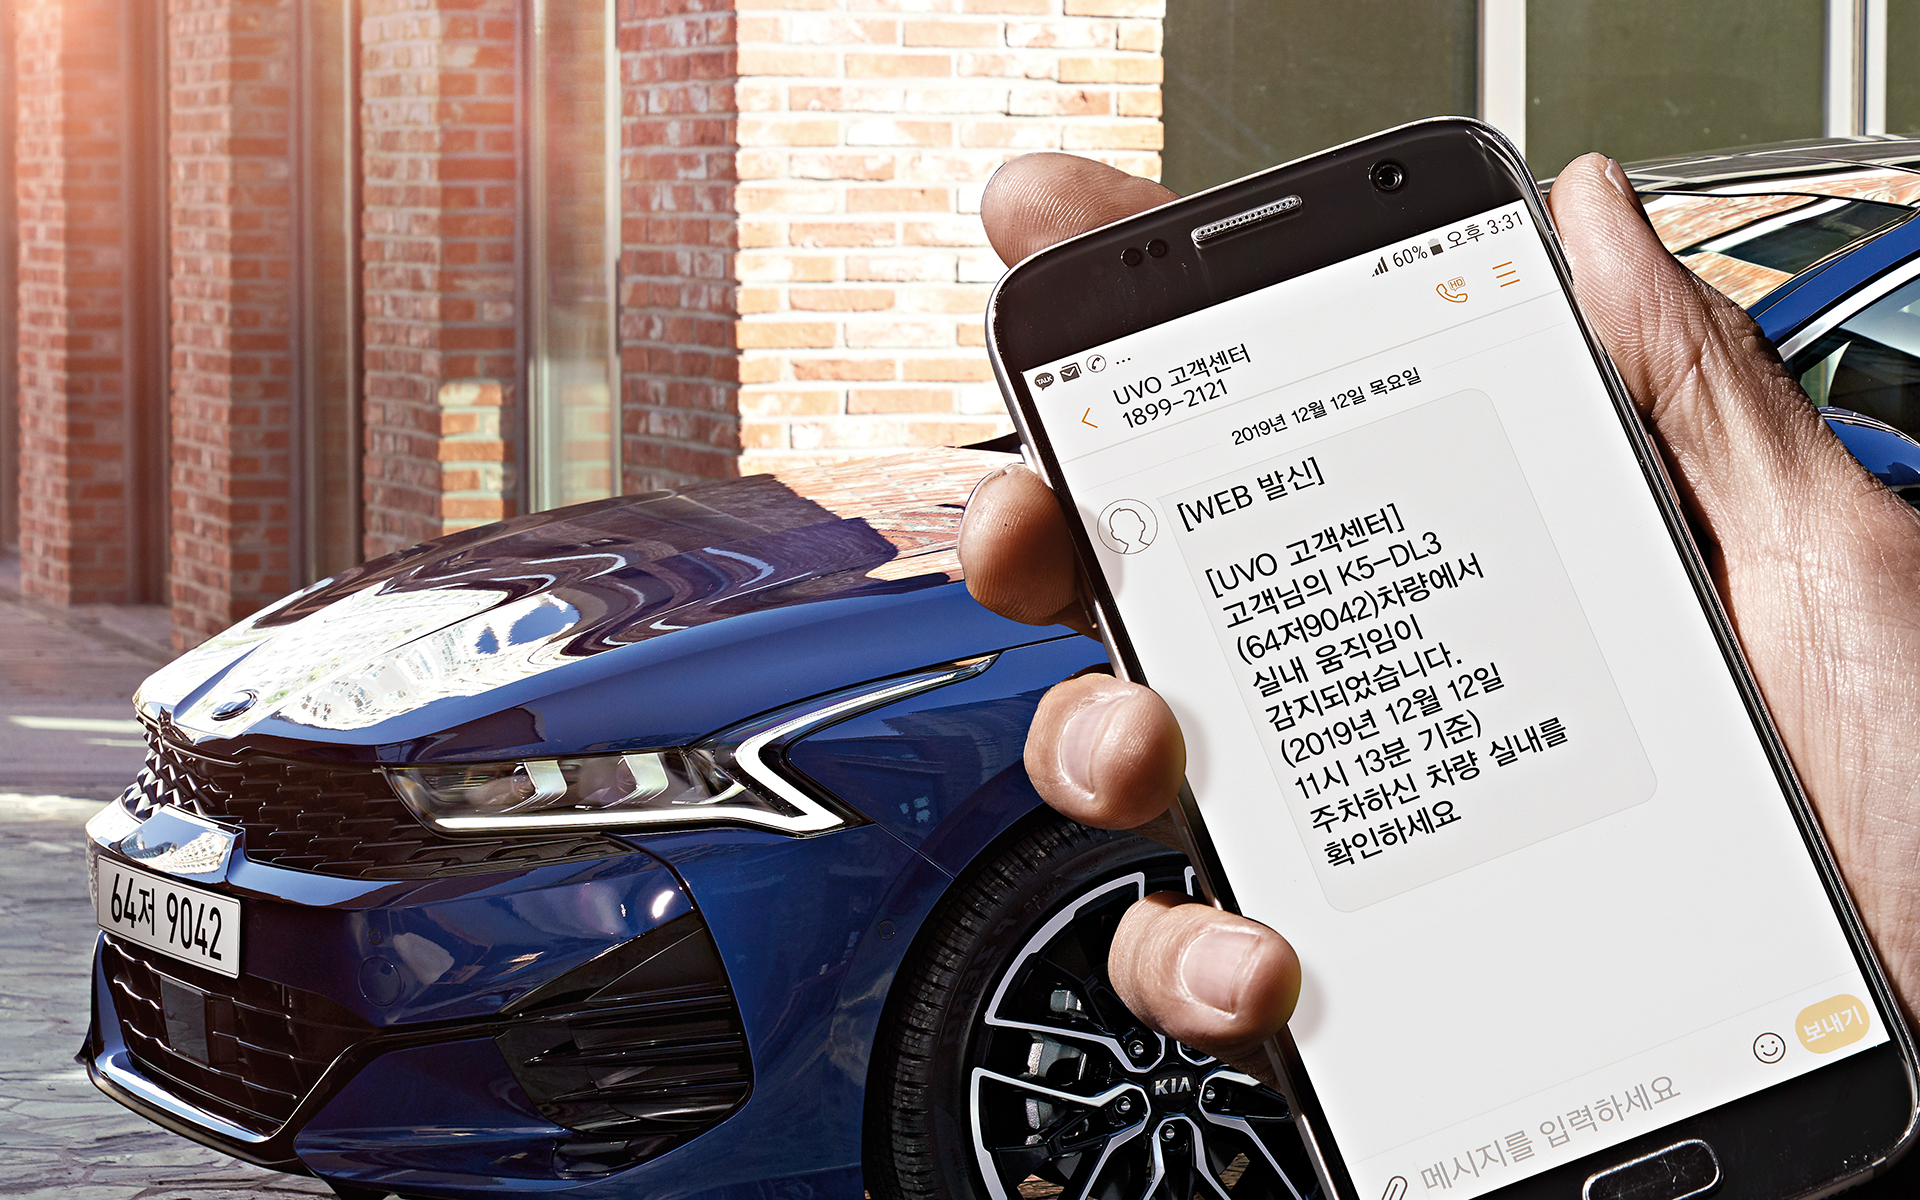 60% 오후 3:31
HD
TALK
UVO 고객센터
1899-2121
2019년 12월 12일 목요일
[WEB 발신]
[UVO 고객센터]
고객님의 K5-DL3
(64저9042)차량에서
실내 움직임이
감지되었습니다.
(2019년 12월 12일
11시 13분 기준)
주차하신 차량 실내를
확인하세요
보내기
메시지를 입력하세요
64저 9042
KIA